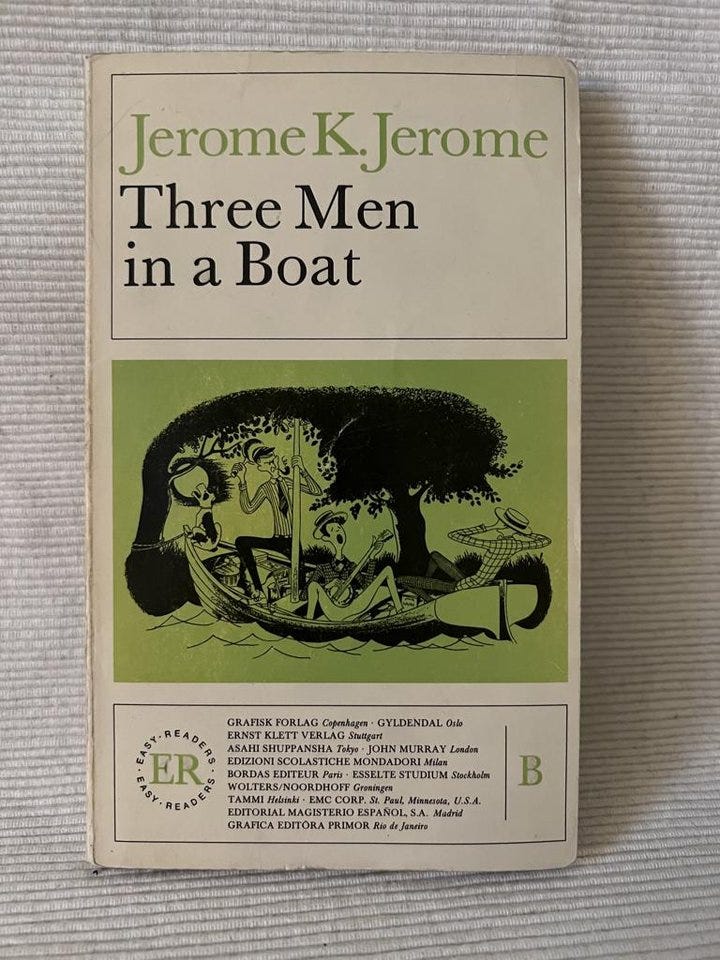 Jerome K. Jerome
Three Men
in a Boat
· EASY · READERS · EASY · READERS
ER
GRAFISK FORLAG Copenhagen · GYLDENDAL Oslo
ERNST KLETT VERLAG Stuttgart
ASAHI SHUPPANSHA Tokyo · JOHN MURRAY London
EDIZIONI SCOLASTICHE MONDADORI Milan
BORDAS EDITEUR Paris · ESSELTE STUDIUM Stockholm
WOLTERS/NOORDHOFF Groningen
TAMMI Helsinki · EMC CORP. St. Paul, Minnesota, U.S.A.
EDITORIAL MAGISTERIO ESPAÑOL, S.A. Madrid
GRAFICA EDITÔRA PRIMOR Rio de Janeiro
B